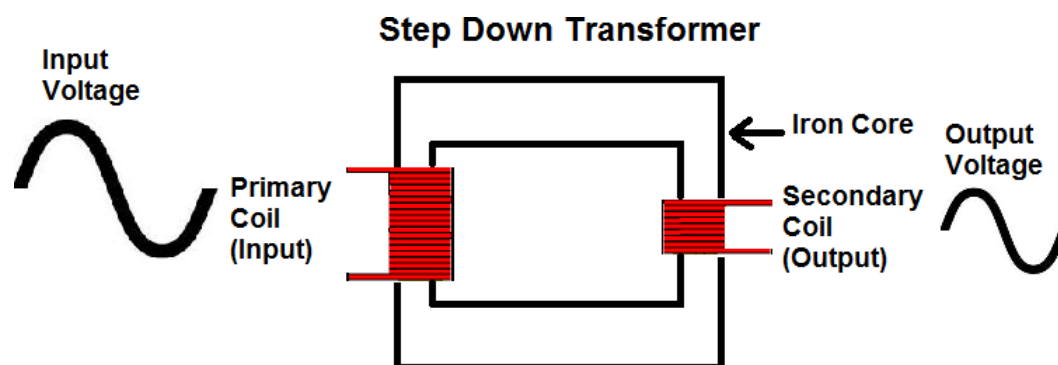 Step Down Transformer
Input
Voltage
Primary
Coil
(Input)
Iron Core
Secondary
Coil
(Output)
Output
Voltage